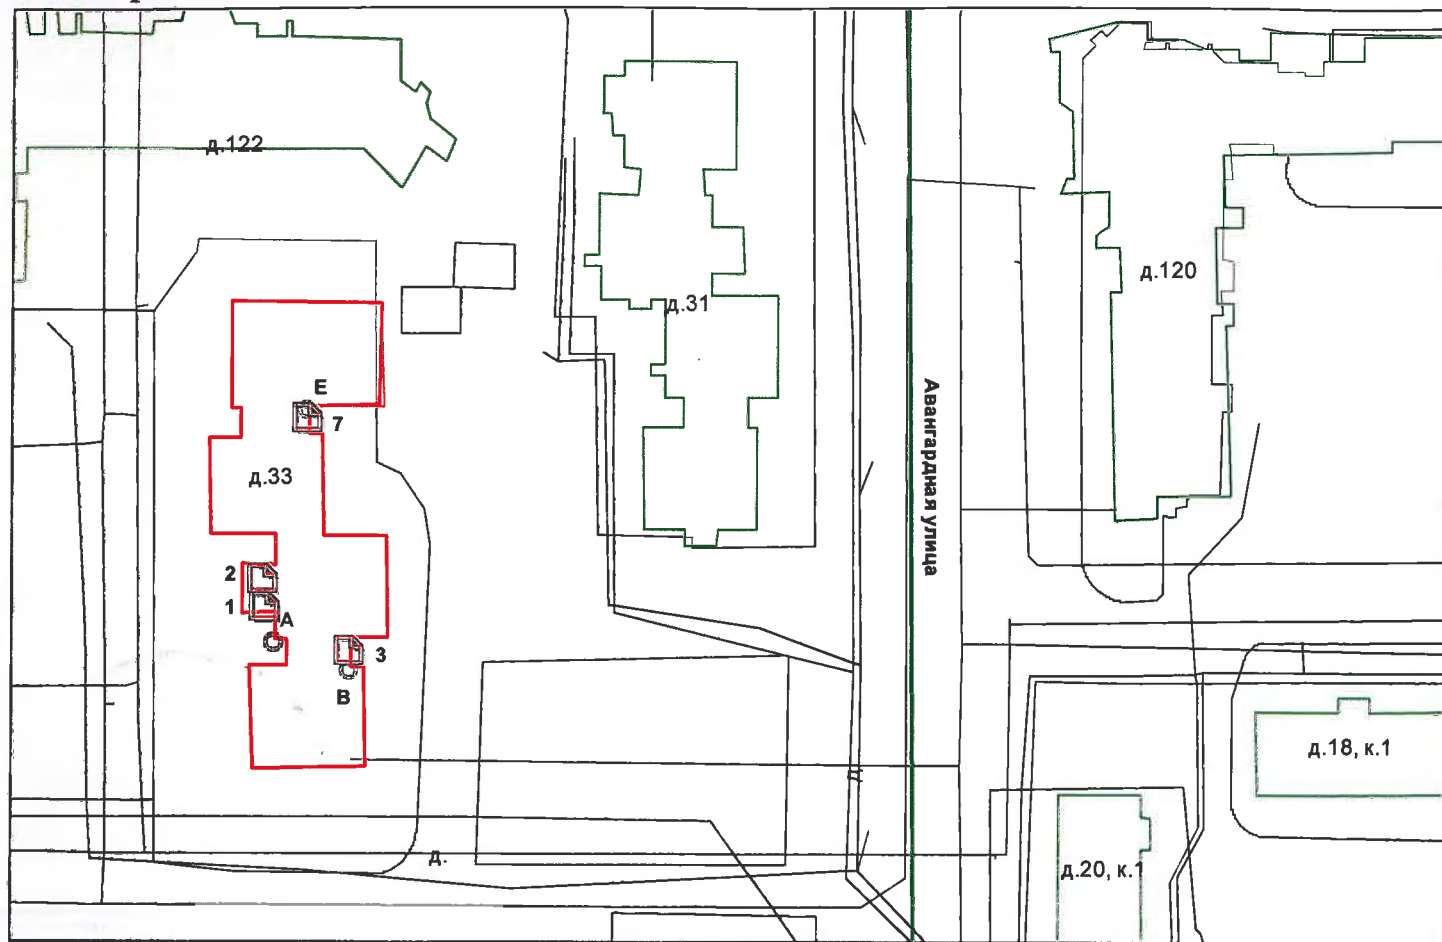 д.122
д.120
д.31
E
7
д.33
Авангардная улица
2
1
A
3
B
д.18, к.1
д.
д.
д.20, к.1